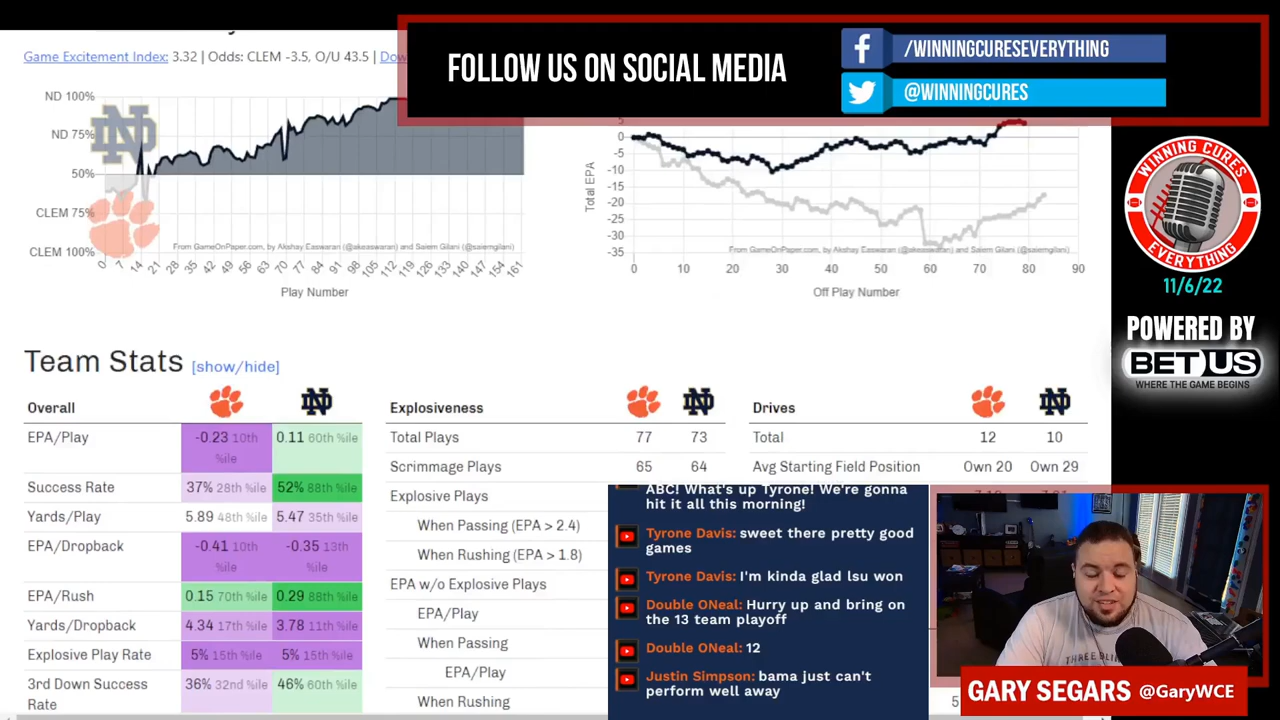 FOLLOW US ON SOCIAL MEDIA
/WINNINGCURESEVERYTHING
@WINNINGCURES
Game Excitement Index: 3.32 | Odds: CLEM -3.5, O/U 43.5 |
ND 100%
ND 75%
50%
CLEM 75%
CLEM 100%
From GameOnPaper.com, by Akshay Easwaran (@akeaswaran) and Saiem Gilani (@saiemgilani)
0 7 14 21 28 35 42 49 56 63 70 77 84 91 98 105 112 119 126 133 140 147 154 161
Play Number
Total EPA
5
0
-5
-10
-15
-20
-25
-30
-35
From GameOnPaper.com, by Akshay Easwaran (@akeaswaran) and Saiem Gilani (@saiemgilani)
0 10 20 30 40 50 60 70 80 90
Off Play Number
WINNING CURES
EVERYTHING
11/6/22
POWERED BY
BETUS
WHERE THE GAME BEGINS
Team Stats [show/hide]
Overall
EPA/Play -0.23 10th %ile 0.11 60th %ile
Success Rate 37% 28th %ile 52% 88th %ile
Yards/Play 5.89 48th %ile 5.47 35th %ile
EPA/Dropback -0.41 10th %ile -0.35 13th %ile
EPA/Rush 0.15 70th %ile 0.29 88th %ile
Yards/Dropback 4.34 17th %ile 3.78 11th %ile
Explosive Play Rate 5% 15th %ile 5% 15th %ile
3rd Down Success Rate 36% 32nd %ile 46% 60th %ile
Explosiveness
Total Plays 77 73
Scrimmage Plays 65 64
Explosive Plays
When Passing (EPA > 2.4)
When Rushing (EPA > 1.8)
EPA w/o Explosive Plays
EPA/Play
When Passing
EPA/Play
When Rushing
Drives
Total 12 10
Avg Starting Field Position Own 20 Own 29
ABC! What's up Tyrone! We're gonna
hit it all this morning!
Tyrone Davis: sweet there pretty good
games
Tyrone Davis: I'm kinda glad lsu won
Double ONeal: Hurry up and bring on
the 13 team playoff
Double ONeal: 12
Justin Simpson: bama just can't
perform well away
THREE BLIND
GARY SEGARS @GaryWCE